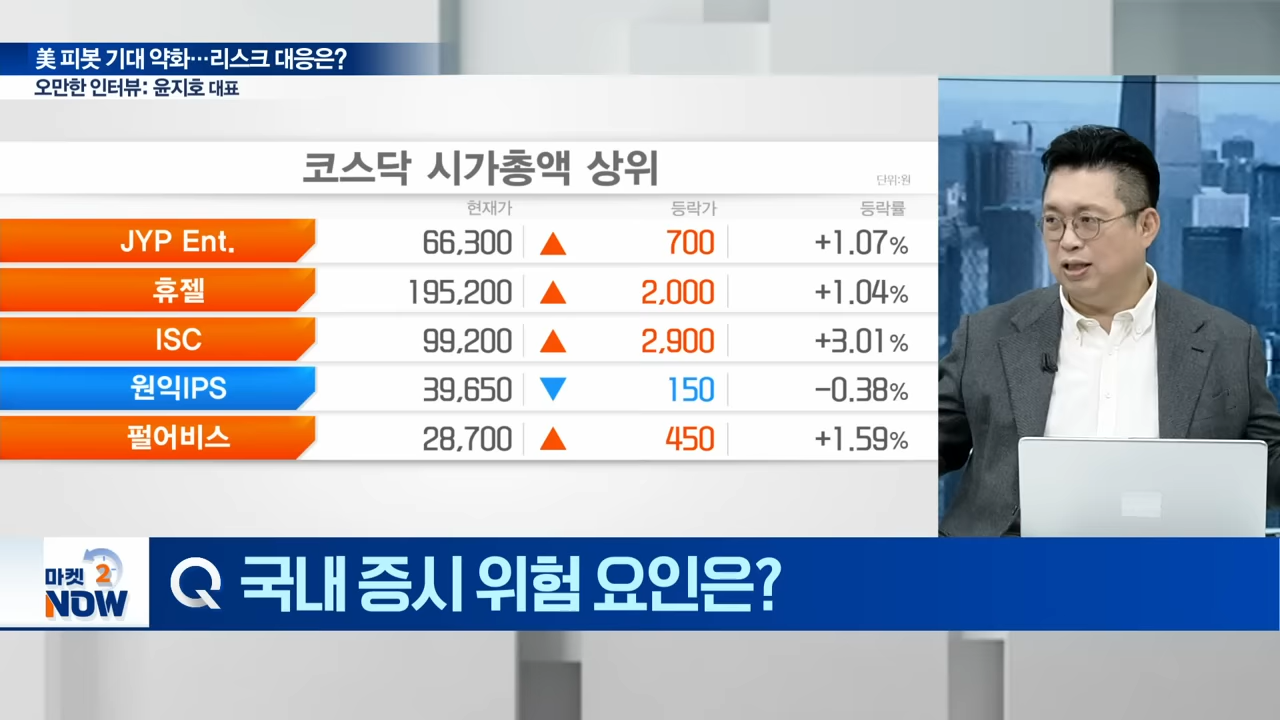 美 피봇 기대 약화…리스크 대응은?
오만한 인터뷰: 윤지호 대표
코스닥 시가총액 상위
단위:원
현재가 등락가 등락률
JYP Ent. 66,300 ▲ 700 +1.07%
휴젤 195,200 ▲ 2,000 +1.04%
ISC 99,200 ▲ 2,900 +3.01%
원익IPS 39,650 ▼ 150 -0.38%
펄어비스 28,700 ▲ 450 +1.59%
마켓 2
NOW
Q 국내 증시 위험 요인은?